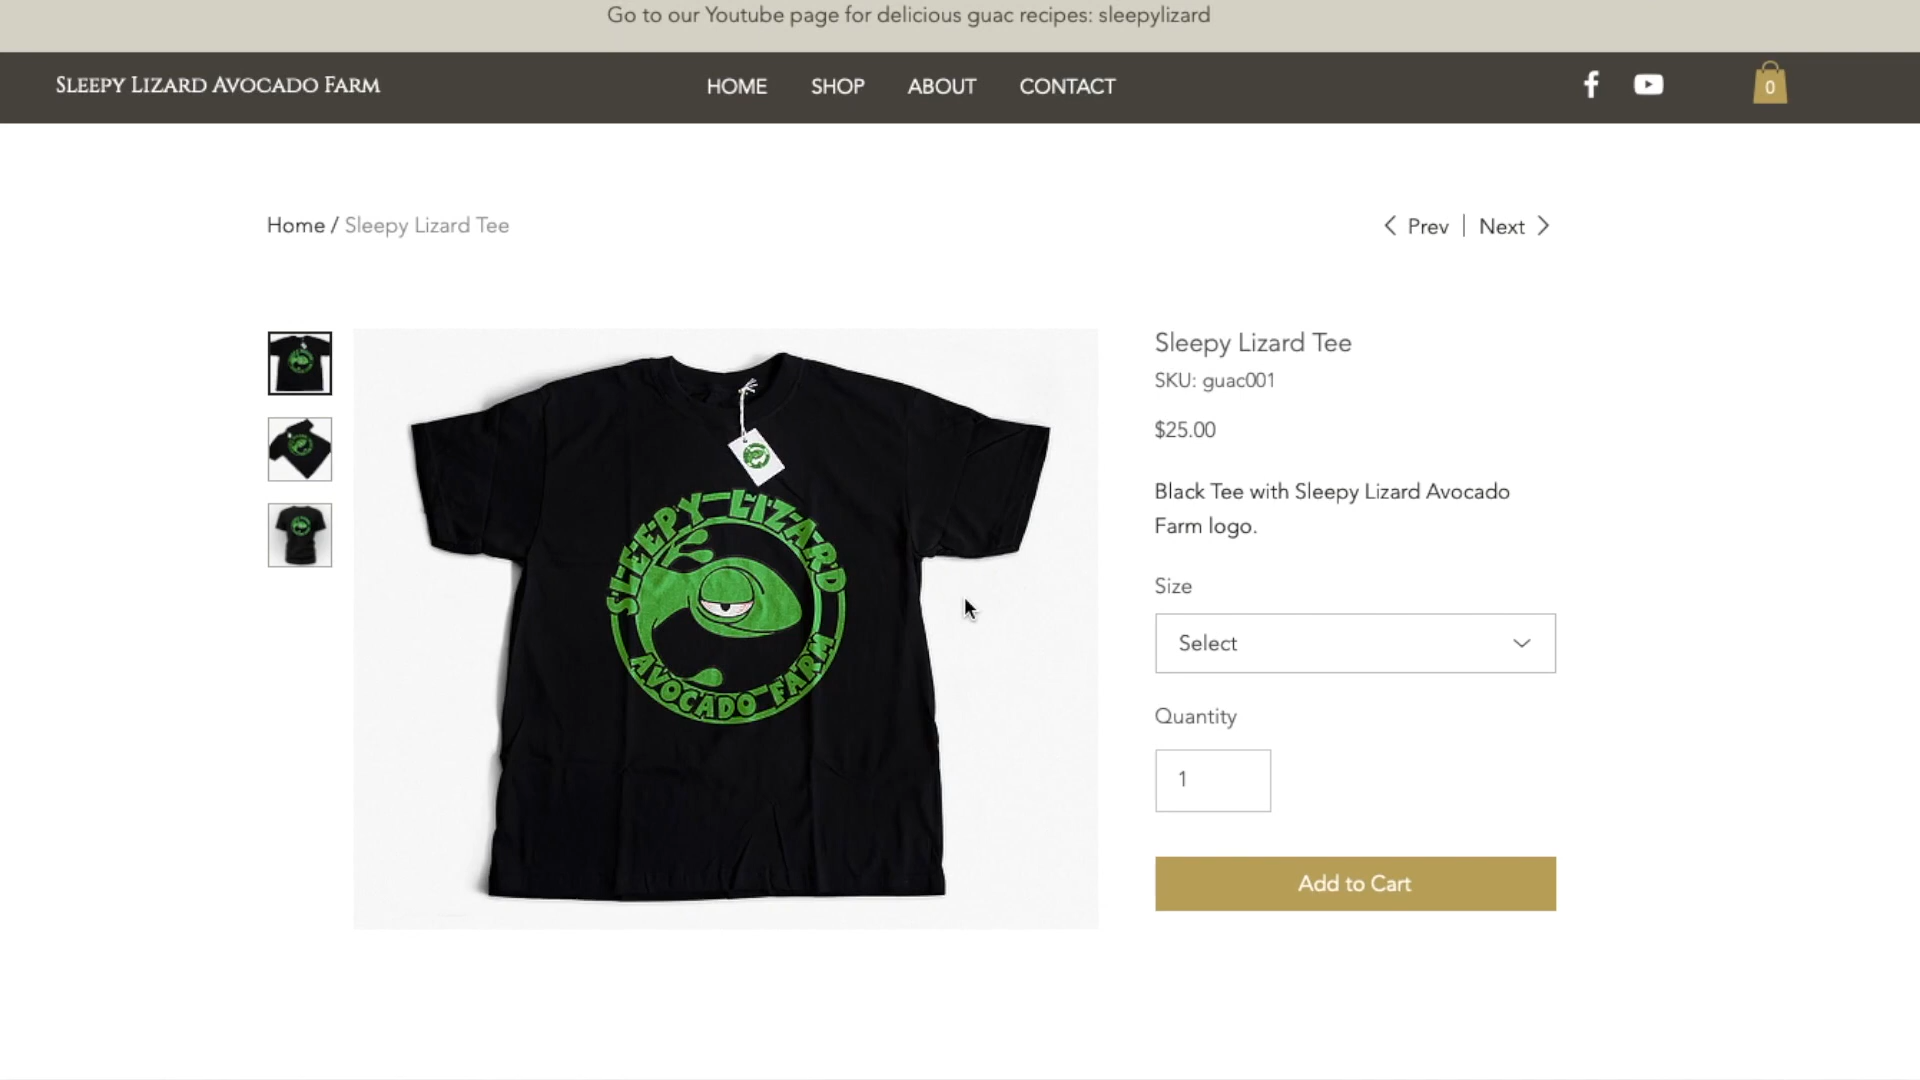 Go to our Youtube page for delicious guac recipes: sleepylizard
SLEEPY LIZARD AVOCADO FARM
HOME SHOP ABOUT CONTACT
0
Home / Sleepy Lizard Tee
Prev | Next
SLEEPY LIZARD
AVOCADO FARM
Sleepy Lizard Tee
SKU: guac001
$25.00
Black Tee with Sleepy Lizard Avocado
Farm logo.
Size
Select
Quantity
1
Add to Cart